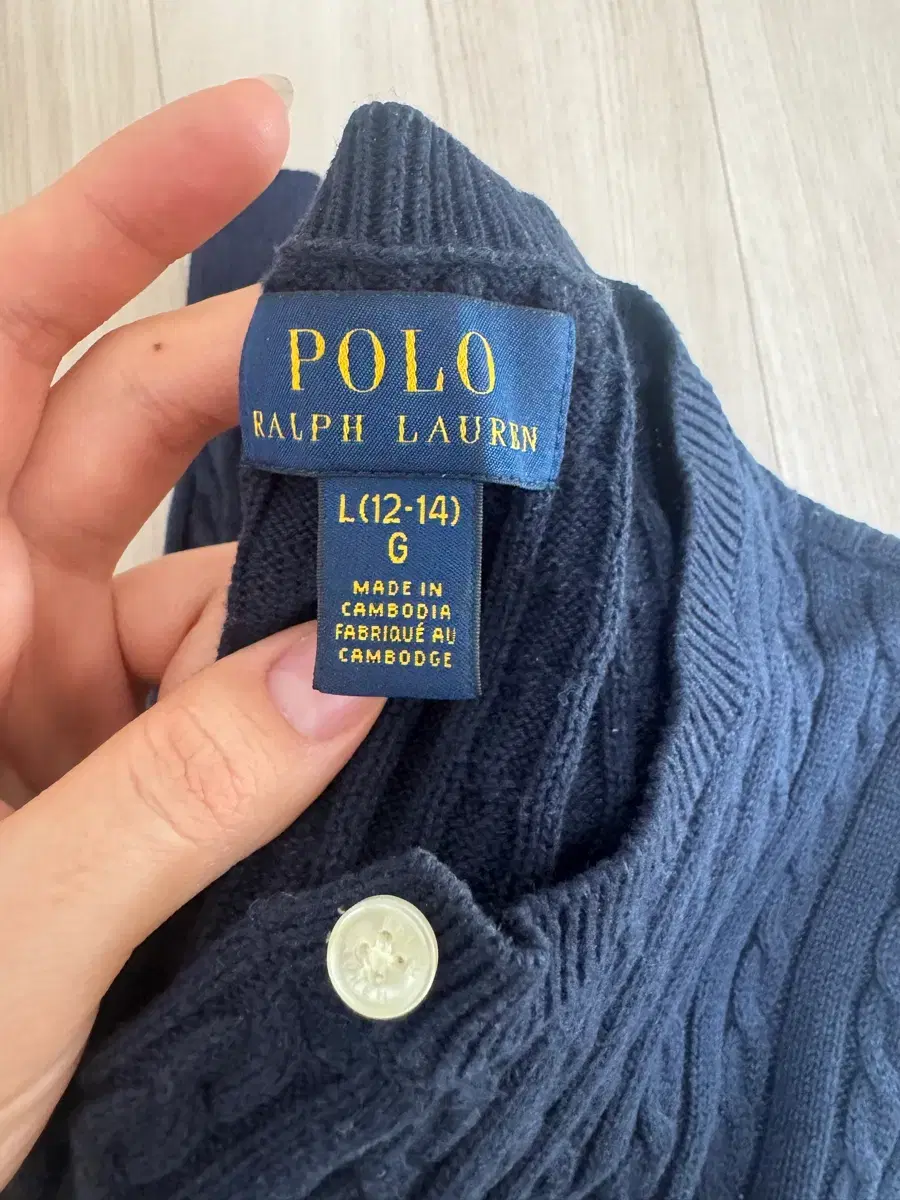 POLO
RALPH LAUREN
L(12-14)
G
MADE IN
CAMBODIA
FABRIQUÉ AU
CAMBODGE